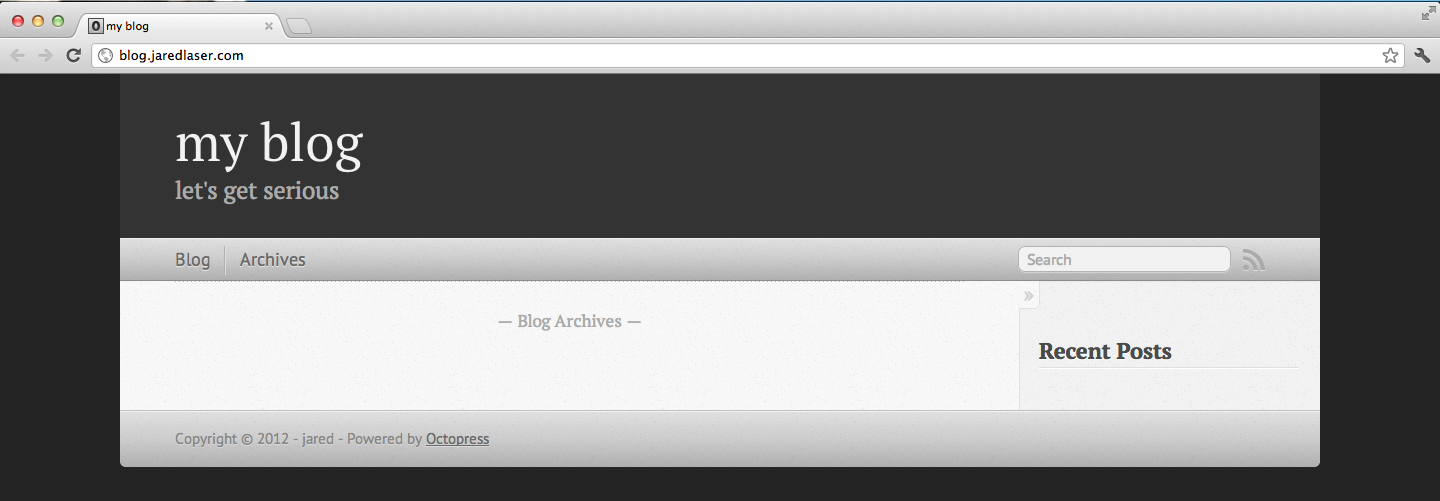 my blog
blog.jaredlaser.com
my blog
let's get serious
Blog
Archives
Search
»
— Blog Archives —
Recent Posts
Copyright © 2012 - jared - Powered by Octopress